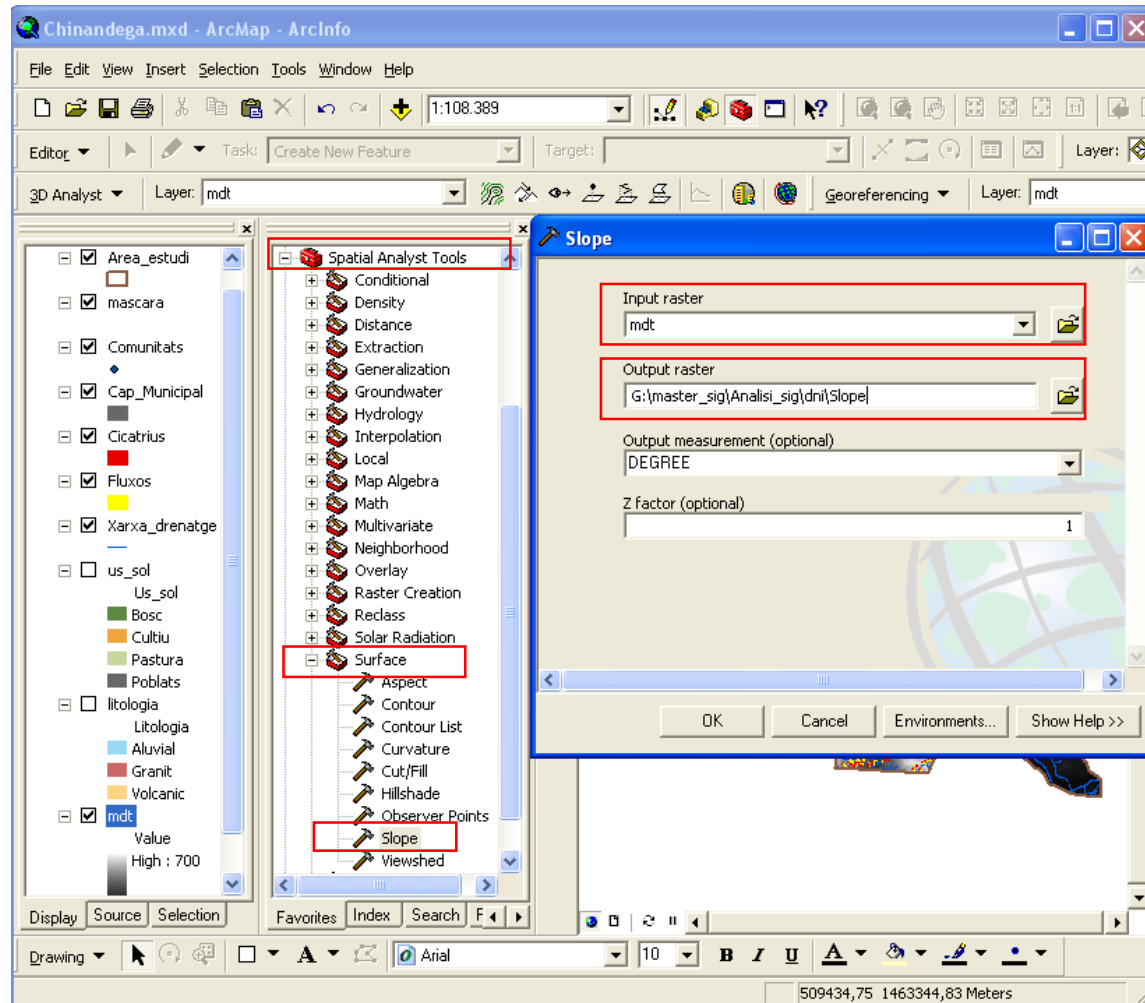 Chinandega.mxd - ArcMap - ArcInfo
File Edit View Insert Selection Tools Window Help
1:108.389
Editor Task: Create New Feature Target: Layer:
3D Analyst Layer: mdt Georeferencing Layer: mdt
Area_estudi
mascara
Comunitats
Cap_Municipal
Cicatrius
Fluxos
Xarxa_drenatge
us_sol
Us_sol
Bosc
Cultiu
Pastura
Poblats
litologia
Litologia
Aluvial
Granit
Volcanic
mdt
Value
High : 700
Display Source Selection
Spatial Analyst Tools
Conditional
Density
Distance
Extraction
Generalization
Groundwater
Hydrology
Interpolation
Local
Map Algebra
Math
Multivariate
Neighborhood
Overlay
Raster Creation
Reclass
Solar Radiation
Surface
Aspect
Contour
Contour List
Curvature
Cut/Fill
Hillshade
Observer Points
Slope
Viewshed
Favorites Index Search
Slope
Input raster
mdt
Output raster
G:\master_sig\Analisi_sig\dni\Slope
Output measurement (optional)
DEGREE
Z factor (optional)
1
OK Cancel Environments... Show Help >>
Drawing A Arial 10 B I U A
509434,75 1463344,83 Meters